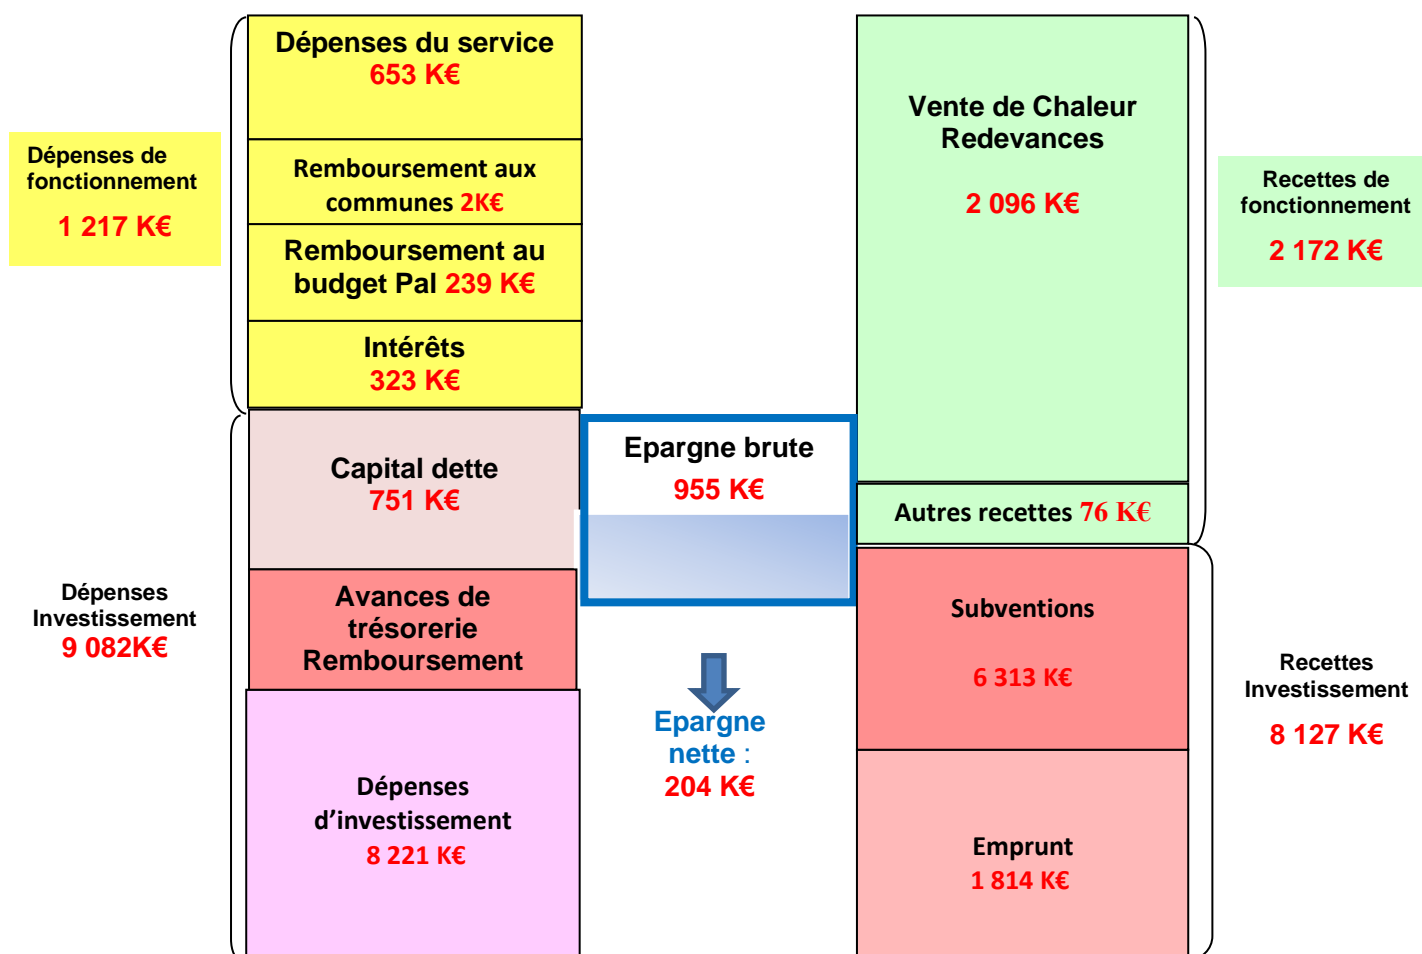 Dépenses de
fonctionnement
1 217 K€
Dépenses du service
653 K€
Remboursement aux
communes 2K€
Remboursement au
budget Pal 239 K€
Intérêts
323 K€
Dépenses
Investissement
9 082K€
Capital dette
751 K€
Avances de
trésorerie
Remboursement
Dépenses
d’investissement
8 221 K€
Epargne brute
955 K€
Epargne
nette :
204 K€
Vente de Chaleur
Redevances
2 096 K€
Autres recettes 76 K€
Subventions
6 313 K€
Emprunt
1 814 K€
Recettes de
fonctionnement
2 172 K€
Recettes
Investissement
8 127 K€